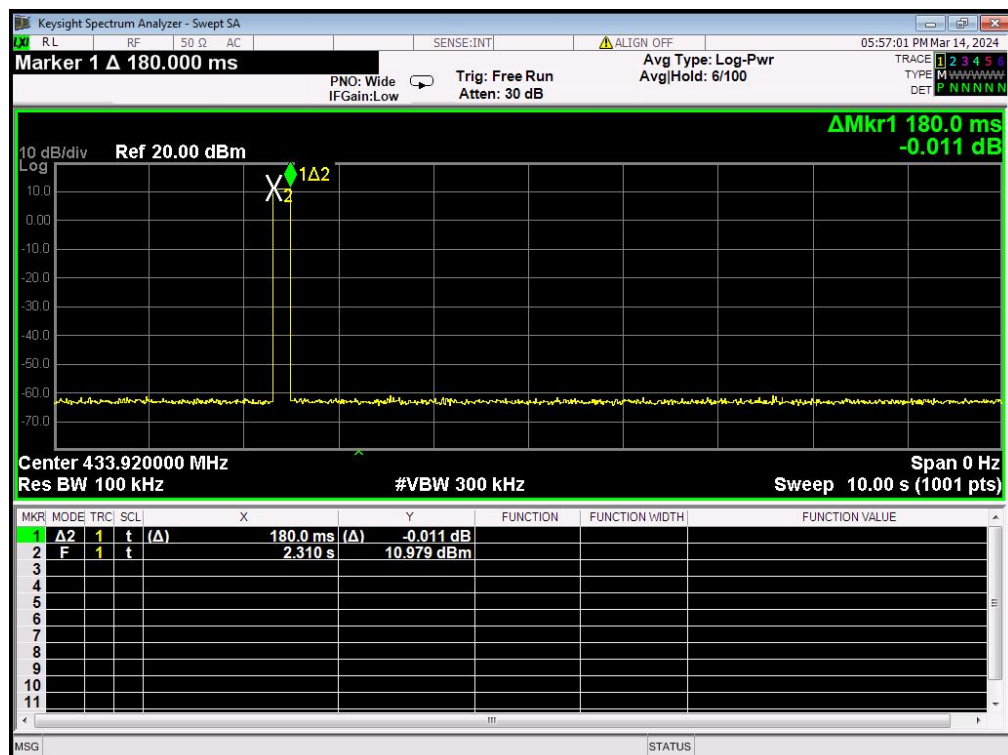 Keysight Spectrum Analyzer - Swept SA
LXI RL RF 50 Ω AC SENSE:INT ALIGN OFF 05:57:01 PM Mar 14, 2024
Marker 1 Δ 180.000 ms
PNO: Wide
IFGain:Low
Trig: Free Run
Atten: 30 dB
Avg Type: Log-Pwr
Avg|Hold: 6/100
TRACE 1 2 3 4 5 6
TYPE M WWWWW
DET P N N N N N
ΔMkr1 180.0 ms
-0.011 dB
10 dB/div Ref 20.00 dBm
Log
1Δ2
X2
10.0
0.00
-10.0
-20.0
-30.0
-40.0
-50.0
-60.0
-70.0
Center 433.920000 MHz Span 0 Hz
Res BW 100 kHz #VBW 300 kHz Sweep 10.00 s (1001 pts)
MKR MODE TRC SCL X Y FUNCTION FUNCTION WIDTH FUNCTION VALUE
1 Δ2 1 t (Δ) 180.0 ms (Δ) -0.011 dB
2 F 1 t 2.310 s 10.979 dBm
3
4
5
6
7
8
9
10
11
MSG STATUS